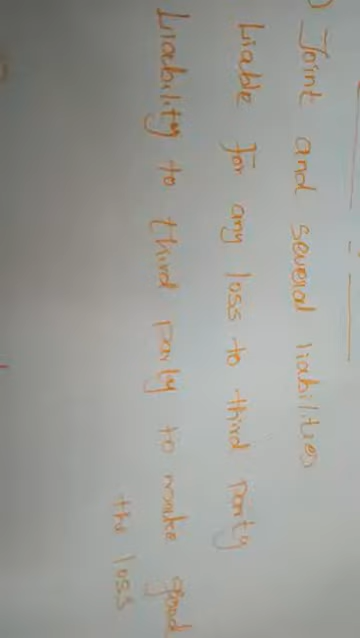 ) Joint and several liabilities
Liable for any loss to third party
Liability to third party to make good
the loss